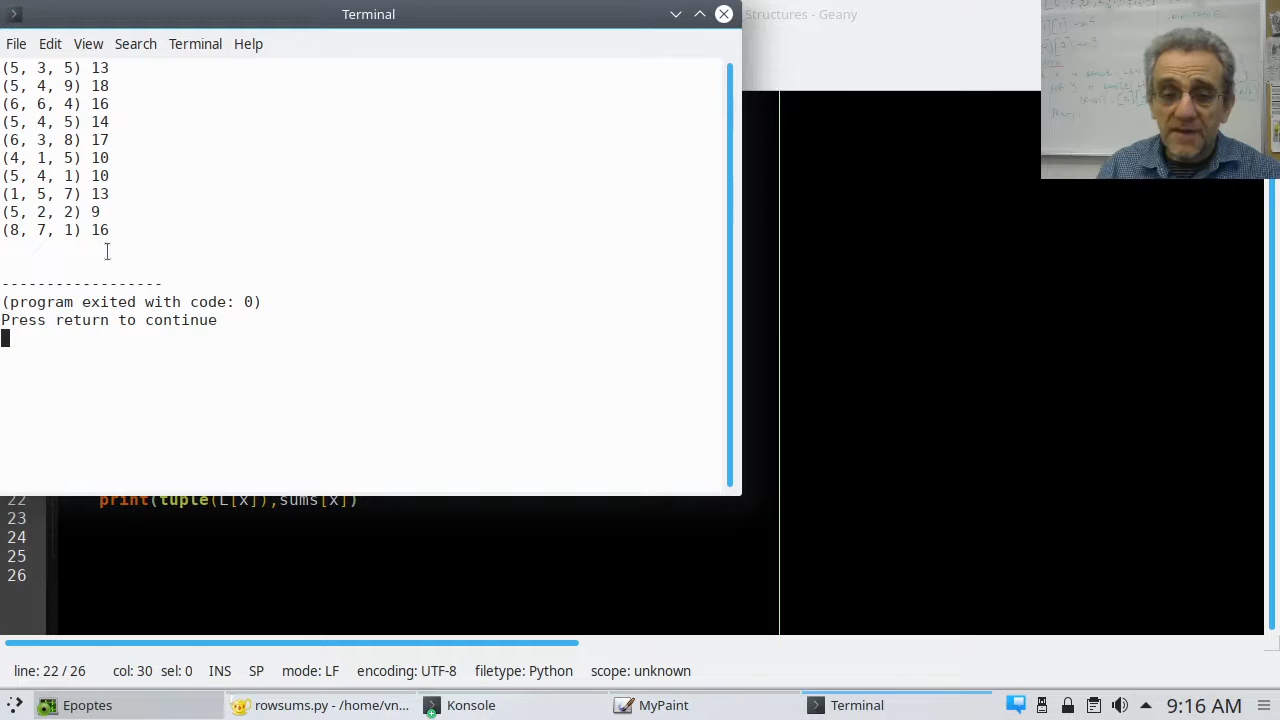 Terminal
Structures - Geany
File Edit View Search Terminal Help
(5, 3, 5) 13
(5, 4, 9) 18
(6, 6, 4) 16
(5, 4, 5) 14
(6, 3, 8) 17
(4, 1, 5) 10
(5, 4, 1) 10
(1, 5, 7) 13
(5, 2, 2) 9
(8, 7, 1) 16
------------------
(program exited with code: 0)
Press return to continue
22 print(tuple(L[x]),sums[x])
23
24
25
26
line: 22 / 26 col: 30 sel: 0 INS SP mode: LF encoding: UTF-8 filetype: Python scope: unknown
Epoptes rowsums.py - /home/vn... Konsole MyPaint Terminal 9:16 AM